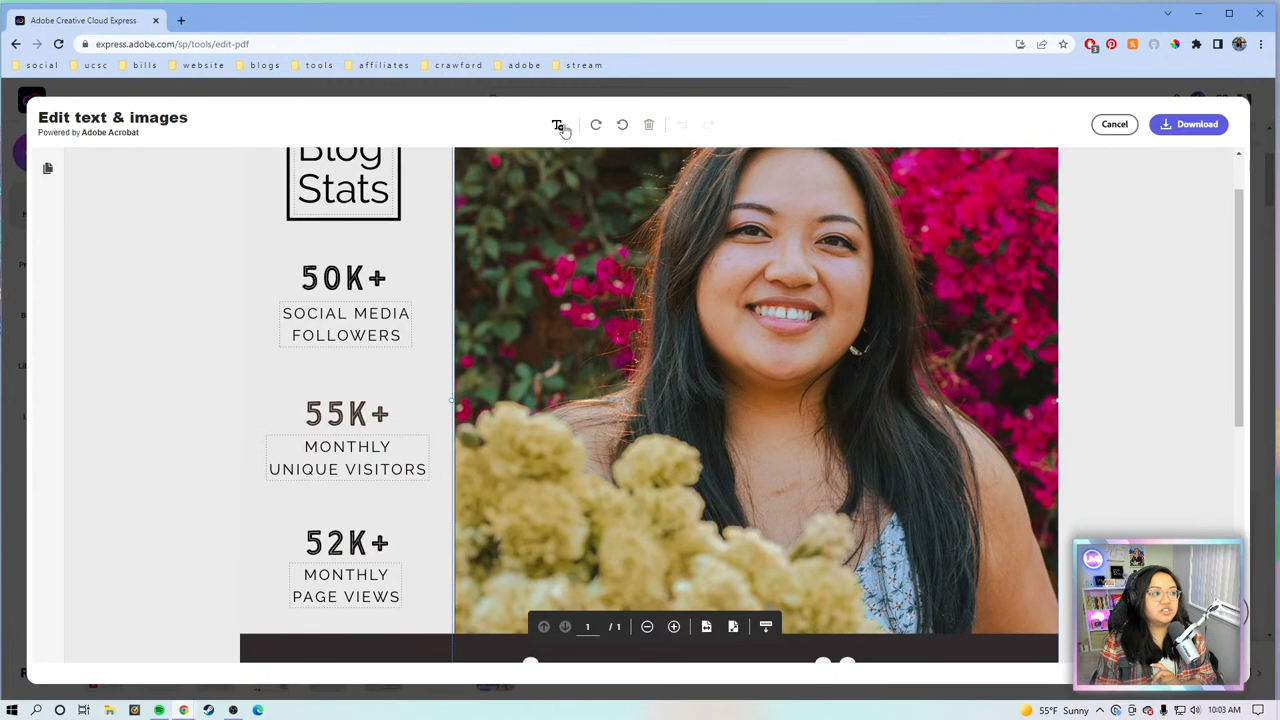 Adobe Creative Cloud Express
express.adobe.com/sp/tools/edit-pdf
social ucsc bills website blogs tools affiliates crawford adobe stream
Edit text & images
Powered by Adobe Acrobat
Cancel
Download
Blog
Stats
50K+
SOCIAL MEDIA
FOLLOWERS
55K+
MONTHLY
UNIQUE VISITORS
52K+
MONTHLY
PAGE VIEWS
1 / 1
55°F Sunny
10:03 AM